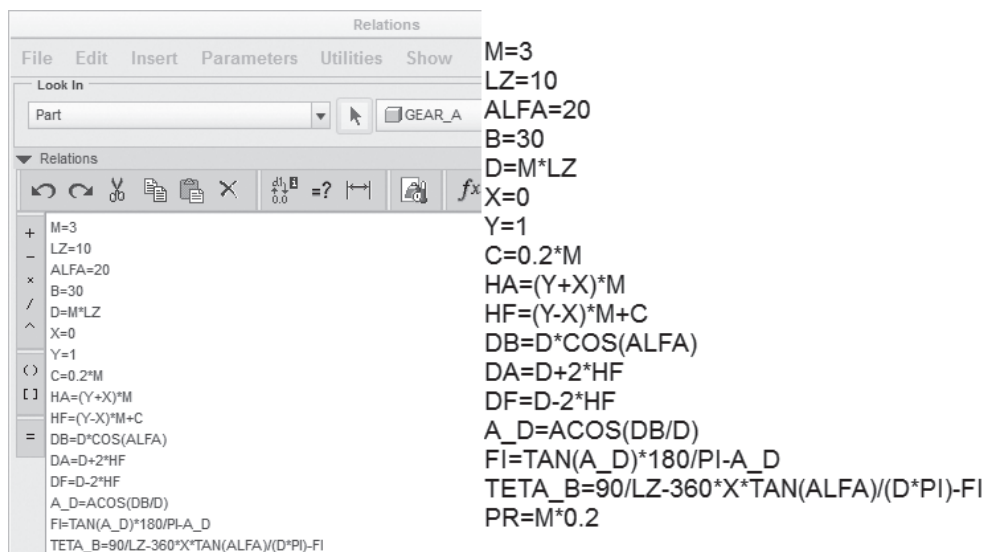 Relations
File Edit Insert Parameters Utilities Show
Look In
Part
GEAR_A
Relations
=?
fx
M=3
LZ=10
ALFA=20
B=30
D=M*LZ
X=0
Y=1
C=0.2*M
HA=(Y+X)*M
HF=(Y-X)*M+C
DB=D*COS(ALFA)
DA=D+2*HF
DF=D-2*HF
A_D=ACOS(DB/D)
FI=TAN(A_D)*180/PI-A_D
TETA_B=90/LZ-360*X*TAN(ALFA)/(D*PI)-FI
+
-
×
/
^
()
[]
=
M=3
LZ=10
ALFA=20
B=30
D=M*LZ
X=0
Y=1
C=0.2*M
HA=(Y+X)*M
HF=(Y-X)*M+C
DB=D*COS(ALFA)
DA=D+2*HF
DF=D-2*HF
A_D=ACOS(DB/D)
FI=TAN(A_D)*180/PI-A_D
TETA_B=90/LZ-360*X*TAN(ALFA)/(D*PI)-FI
PR=M*0.2